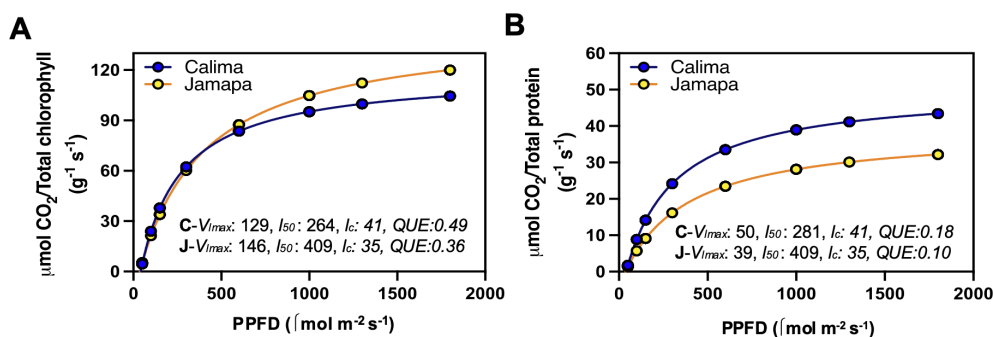 A
μmol CO2/Total chlorophyll
(g-1 s-1)
120
90
60
30
0
Calima
Jamapa
C-VImax: 129, I50: 264, Ic: 41, QUE:0.49
J-VImax: 146, I50: 409, Ic: 35, QUE:0.36
0 500 1000 1500 2000
PPFD (⌠mol m-2 s-1)
B
μmol CO2/Total protein
(g-1 s-1)
60
50
40
30
20
10
0
Calima
Jamapa
C-VImax: 50, I50: 281, Ic: 41, QUE:0.18
J-VImax: 39, I50: 409, Ic: 35, QUE:0.10
0 500 1000 1500 2000
PPFD (⌠mol m-2 s-1)